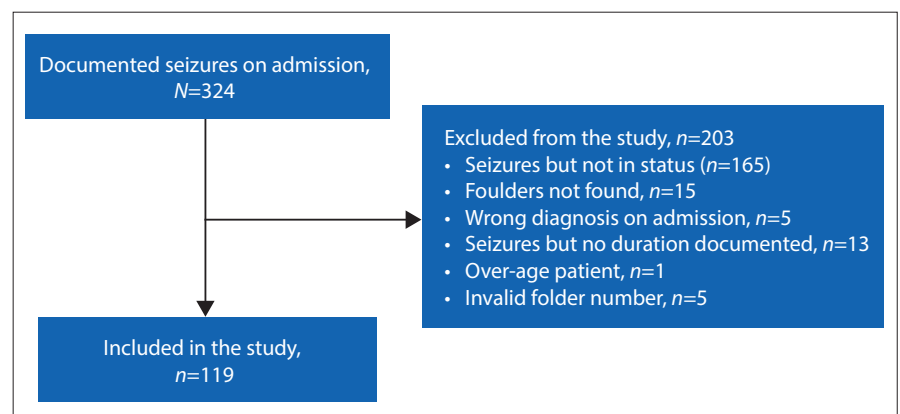 Documented seizures on admission,
N=324
Excluded from the study, n=203
• Seizures but not in status (n=165)
• Foulders not found, n=15
• Wrong diagnosis on admission, n=5
• Seizures but no duration documented, n=13
• Over-age patient, n=1
• Invalid folder number, n=5
Included in the study,
n=119